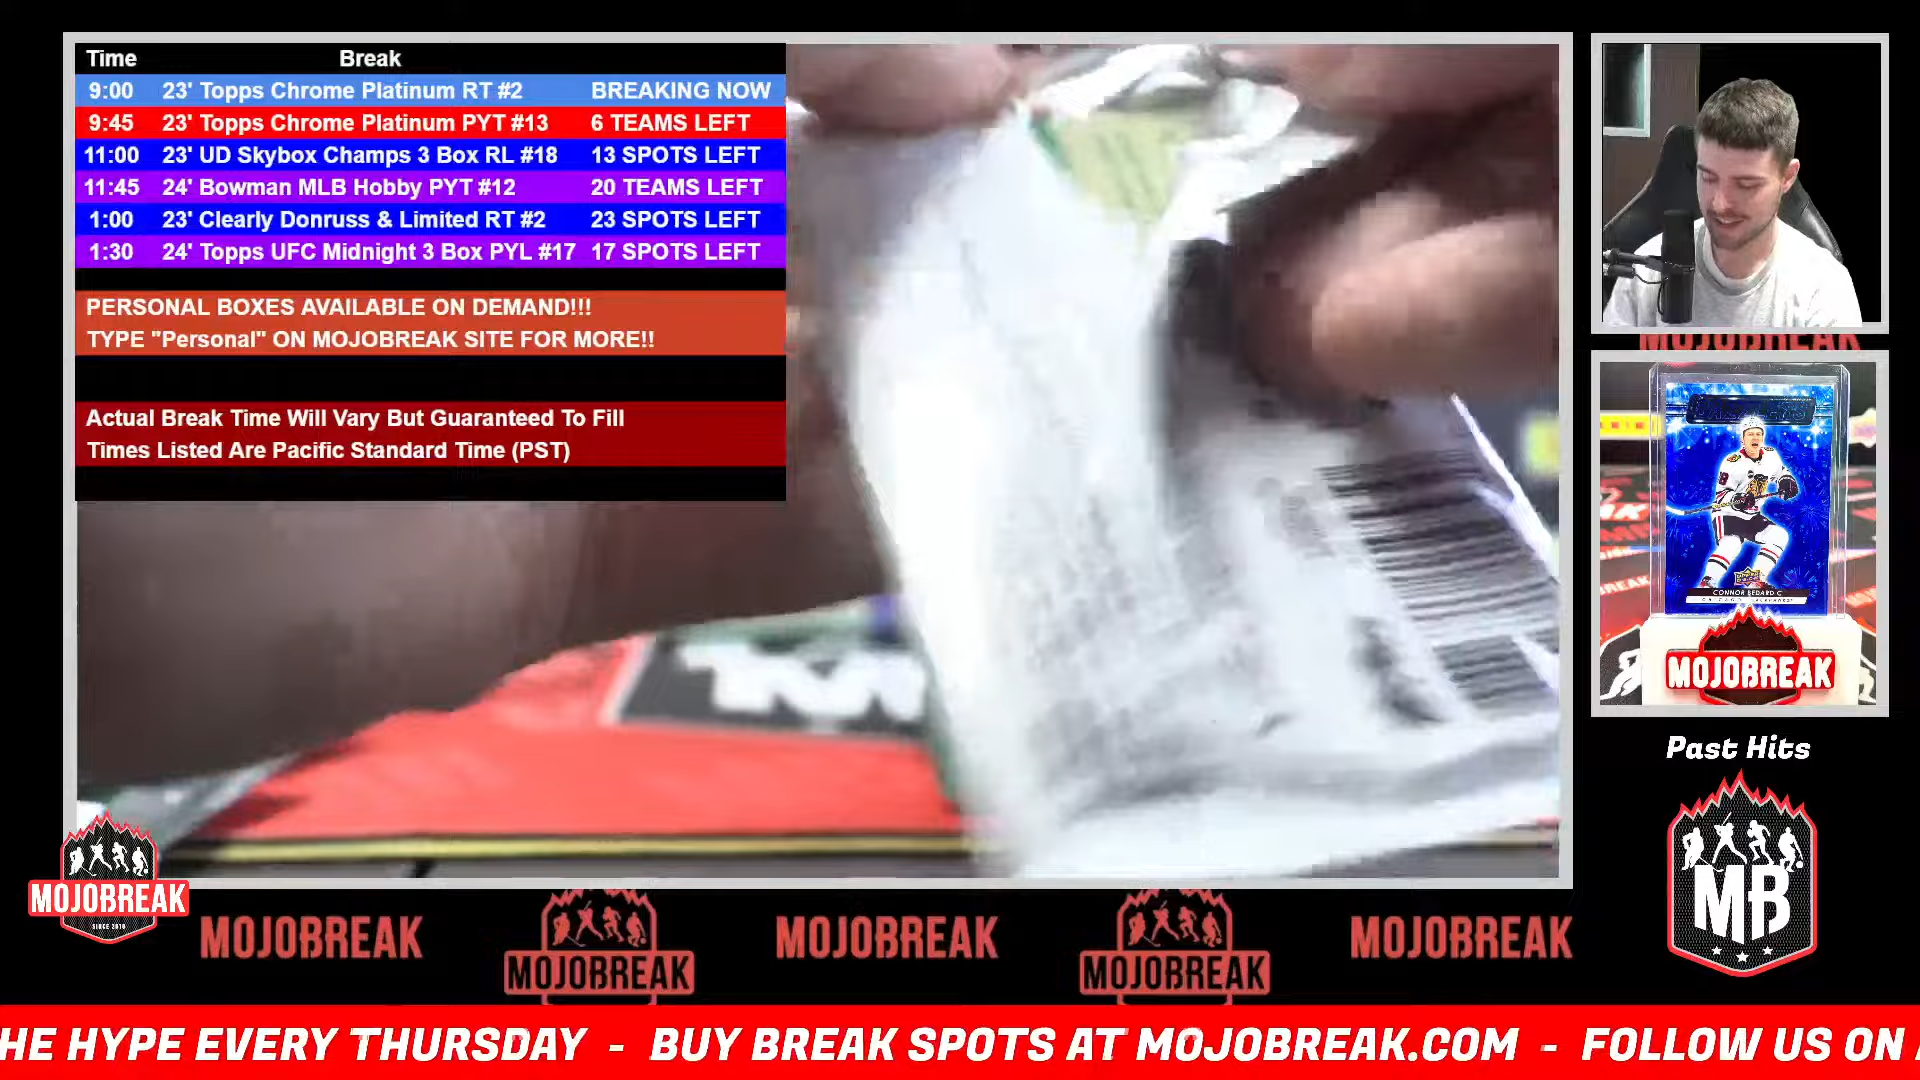 Time Break
9:00 23' Topps Chrome Platinum RT #2 BREAKING NOW
9:45 23' Topps Chrome Platinum PYT #13 6 TEAMS LEFT
11:00 23' UD Skybox Champs 3 Box RL #18 13 SPOTS LEFT
11:45 24' Bowman MLB Hobby PYT #12 20 TEAMS LEFT
1:00 23' Clearly Donruss & Limited RT #2 23 SPOTS LEFT
1:30 24' Topps UFC Midnight 3 Box PYL #17 17 SPOTS LEFT
PERSONAL BOXES AVAILABLE ON DEMAND!!!
TYPE "Personal" ON MOJOBREAK SITE FOR MORE!!
Actual Break Time Will Vary But Guaranteed To Fill
Times Listed Are Pacific Standard Time (PST)
MOJOBREAK
CONNOR BEDARD C
MOJOBREAK
Past Hits
MB
MOJOBREAK
SINCE 2010
MOJOBREAK
MOJOBREAK
MOJOBREAK
MOJOBREAK
MOJOBREAK
HE HYPE EVERY THURSDAY - BUY BREAK SPOTS AT MOJOBREAK.COM - FOLLOW US ON